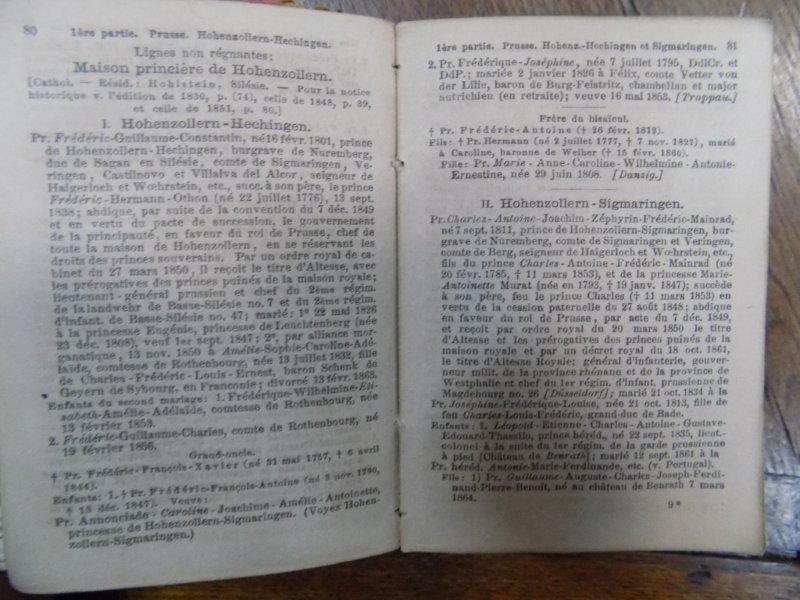 80 1ère partie. Prusse. Hohenzollern-Hechingen.
Lignes non régnantes:
Maison princière de Hohenzollern.
[Cathol. — Résid.: Hohlstein, Silésie. — Pour la notice
historique v. l'édition de 1830, p. (74), celle de 1848, p. 39,
et celle de 1851, p. 86.]
I. Hohenzollern-Hechingen.
Pr. Frédéric-Guillaume-Constantin, né 16 févr. 1801, prince
de Hohenzollern-Hechingen, burgrave de Nuremberg,
duc de Sagan en Silésie, comte de Sigmaringen, Ve-
ringen, Castilnovo et Villalva del Alcor, seigneur de
Haigerloch et Wœhrstein, etc., succ. à son père, le prince
Frédéric-Hermann-Othon (né 22 juillet 1776), 13 sept.
1838; abdique, par suite de la convention du 7 déc. 1849
et en vertu du pacte de succession, le gouvernement
de la principauté, en faveur du roi de Prusse, chef de
toute la maison de Hohenzollern, en se réservant les
droits des princes souverains. Par un ordre royal de ca-
binet du 27 mars 1850, il reçoit le titre d'Altesse, avec
les prérogatives des princes puînés de la maison royale;
lieutenant-général prussien et chef du 2ème régim.
de la landwehr de Basse-Silésie no. 7 et du 2ème régim.
d'infant. de Basse-Silésie no. 47; marié: 1º 22 mai 1826
à la princesse Eugénie, princesse de Leuchtenberg (née
23 déc. 1808), veuf 1er sept. 1847; 2º, par alliance mor-
ganatique, 13 nov. 1850 à Amélie-Sophie-Caroline-Adé-
laïde, comtesse de Rothenbourg, née 13 juillet 1832, fille
de Charles-Frédéric-Louis-Ernest, baron Schenk de
Geyern de Sybourg, en Franconie; divorcé 13 févr. 1863.
Enfants du second mariage: 1. Frédérique-Wilhelmine-Eli-
sabeth-Amélie-Adélaïde, comtesse de Rothenbourg, née
13 février 1853.
2. Frédéric-Guillaume-Charles, comte de Rothenbourg, né
19 février 1856.
Grand-oncle.
† Pr. Frédéric-François-Xavier (né 31 mai 1757, † 6 avril
1844).
Enfants: 1. † Pr. Frédéric-François-Antoine (né 3 nov. 1790,
† 13 déc. 1847). Veuve:
Pr. Annonciade-Caroline-Joachime-Amélie-Antoinette,
princesse de Hohenzollern-Sigmaringen. (Voyez Hohen-
zollern-Sigmaringen.)
1ère partie. Prusse. Hohenz.-Hechingen et Sigmaringen. 81
2. Pr. Frédérique-Joséphine, née 7 juillet 1795, DdlCr. et
DdP.; mariée 2 janvier 1826 à Félix, comte Vetter von
der Lilie, baron de Burg-Feistritz, chambellan et major
autrichien (en retraite); veuve 16 mai 1853. [Troppau.]
Frère du bisaïeul.
† Pr. Frédéric-Antoine († 26 févr. 1812).
Fils: † Pr. Hermann (né 2 juillet 1777, † 7 nov. 1827), marié
à Caroline, baronne de Weiher († 15 févr. 1860).
Fille: Pr. Marie-Anne-Caroline-Wilhelmine-Antonie-
Ernestine, née 29 juin 1808. [Danzig.]
II. Hohenzollern-Sigmaringen.
Pr. Charles-Antoine-Joachim-Zéphyrin-Frédéric-Mainrad,
né 7 sept. 1811, prince de Hohenzollern-Sigmaringen, bur-
grave de Nuremberg, comte de Sigmaringen et Veringen,
comte de Berg, seigneur de Haigerloch et Wœhrstein, etc.,
fils du prince Charles-Antoine-Frédéric-Mainrad (né
20 févr. 1785, † 11 mars 1853), et de la princesse Marie-
Antoinette Murat (née en 1793, † 19 janv. 1847); succède
à son père, feu le prince Charles († 11 mars 1853) en
vertu de la cession paternelle du 27 août 1848; abdique
en faveur du roi de Prusse, par acte du 7 déc. 1849,
et reçoit par ordre royal du 20 mars 1850 le titre
d'Altesse et les prérogatives des princes puînés de la
maison royale et par un décret royal du 18 oct. 1861,
le titre d'Altesse Royale; général d'infanterie, gouver-
neur milit. de la province rhénane et de la province de
Westphalie et chef du 1er régim. d'infant. prussienne de
Magdebourg no. 26 [Dusseldorf]; marié 21 oct. 1834 à la
Pr. Joséphine-Frédérique-Louise, née 21 oct. 1813, fille de
feu Charles-Louis-Frédéric, grand-duc de Bade.
Enfants: 1. Léopold-Etienne-Charles-Antoine-Gustave-
Edouard-Thassilo, prince héréd., né 22 sept. 1835, lieut.-
colonel à la suite du 1er régim. de la garde prussienne
à pied [Château de Benrath]; marié 12 sept. 1861 à la
Pr. héréd. Antonie-Marie-Ferdinande, etc. (v. Portugal).
Fils: 1) Pr. Guillaume-Auguste-Charles-Joseph-Ferdi-
nand-Pierre-Benoît, né au château de Benrath 7 mars
1864.
9*